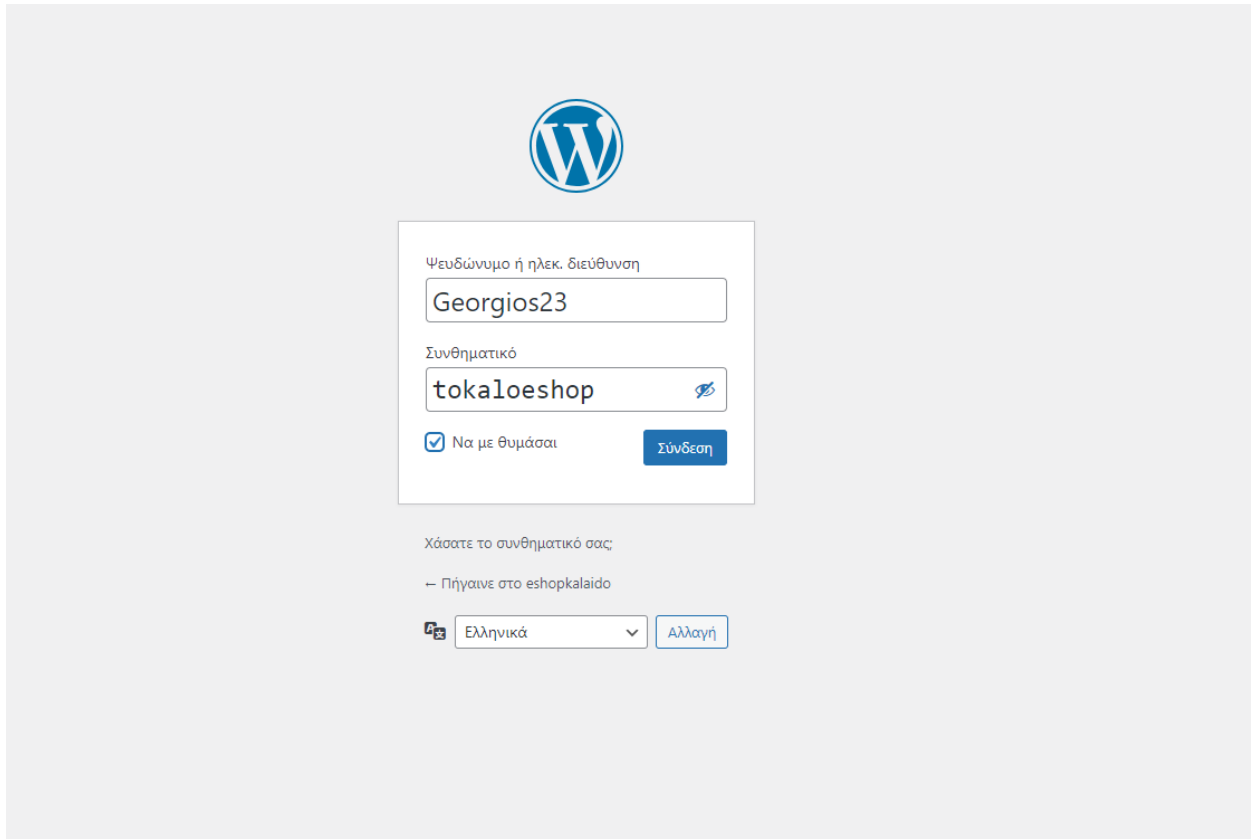 Ψευδώνυμο ή ηλεκ. διεύθυνση
Georgios23
Συνθηματικό
tokaloeshop
Να με θυμάσαι
Σύνδεση
Χάσατε το συνθηματικό σας;
← Πήγαινε στο eshopkalaido
Ελληνικά
Αλλαγή